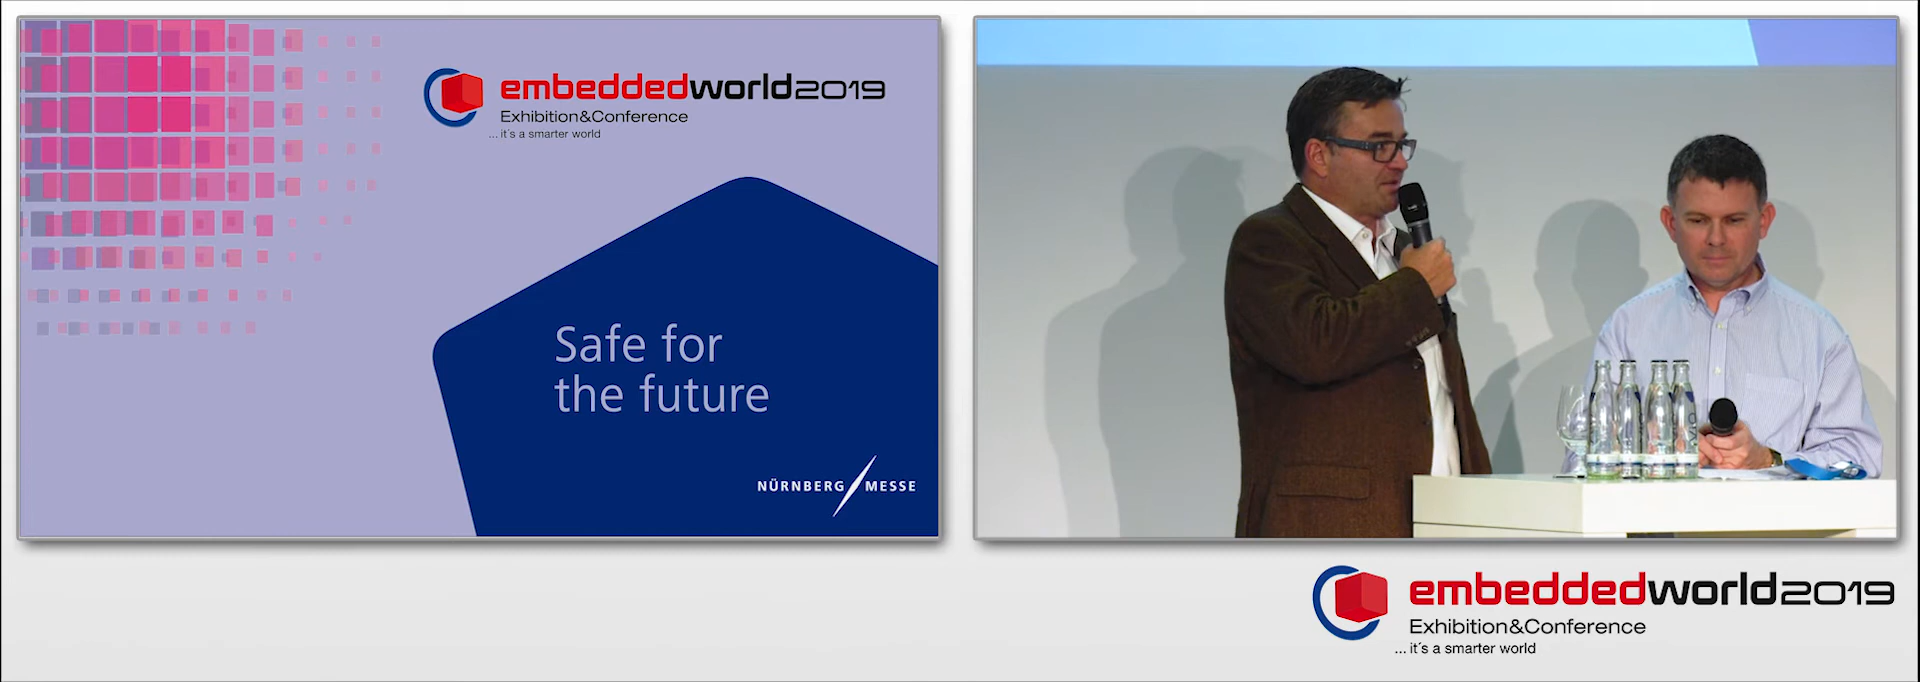 embeddedworld2019
Exhibition&Conference
... it´s a smarter world
Safe for
the future
NÜRNBERG MESSE
embeddedworld2019
Exhibition&Conference
... it´s a smarter world